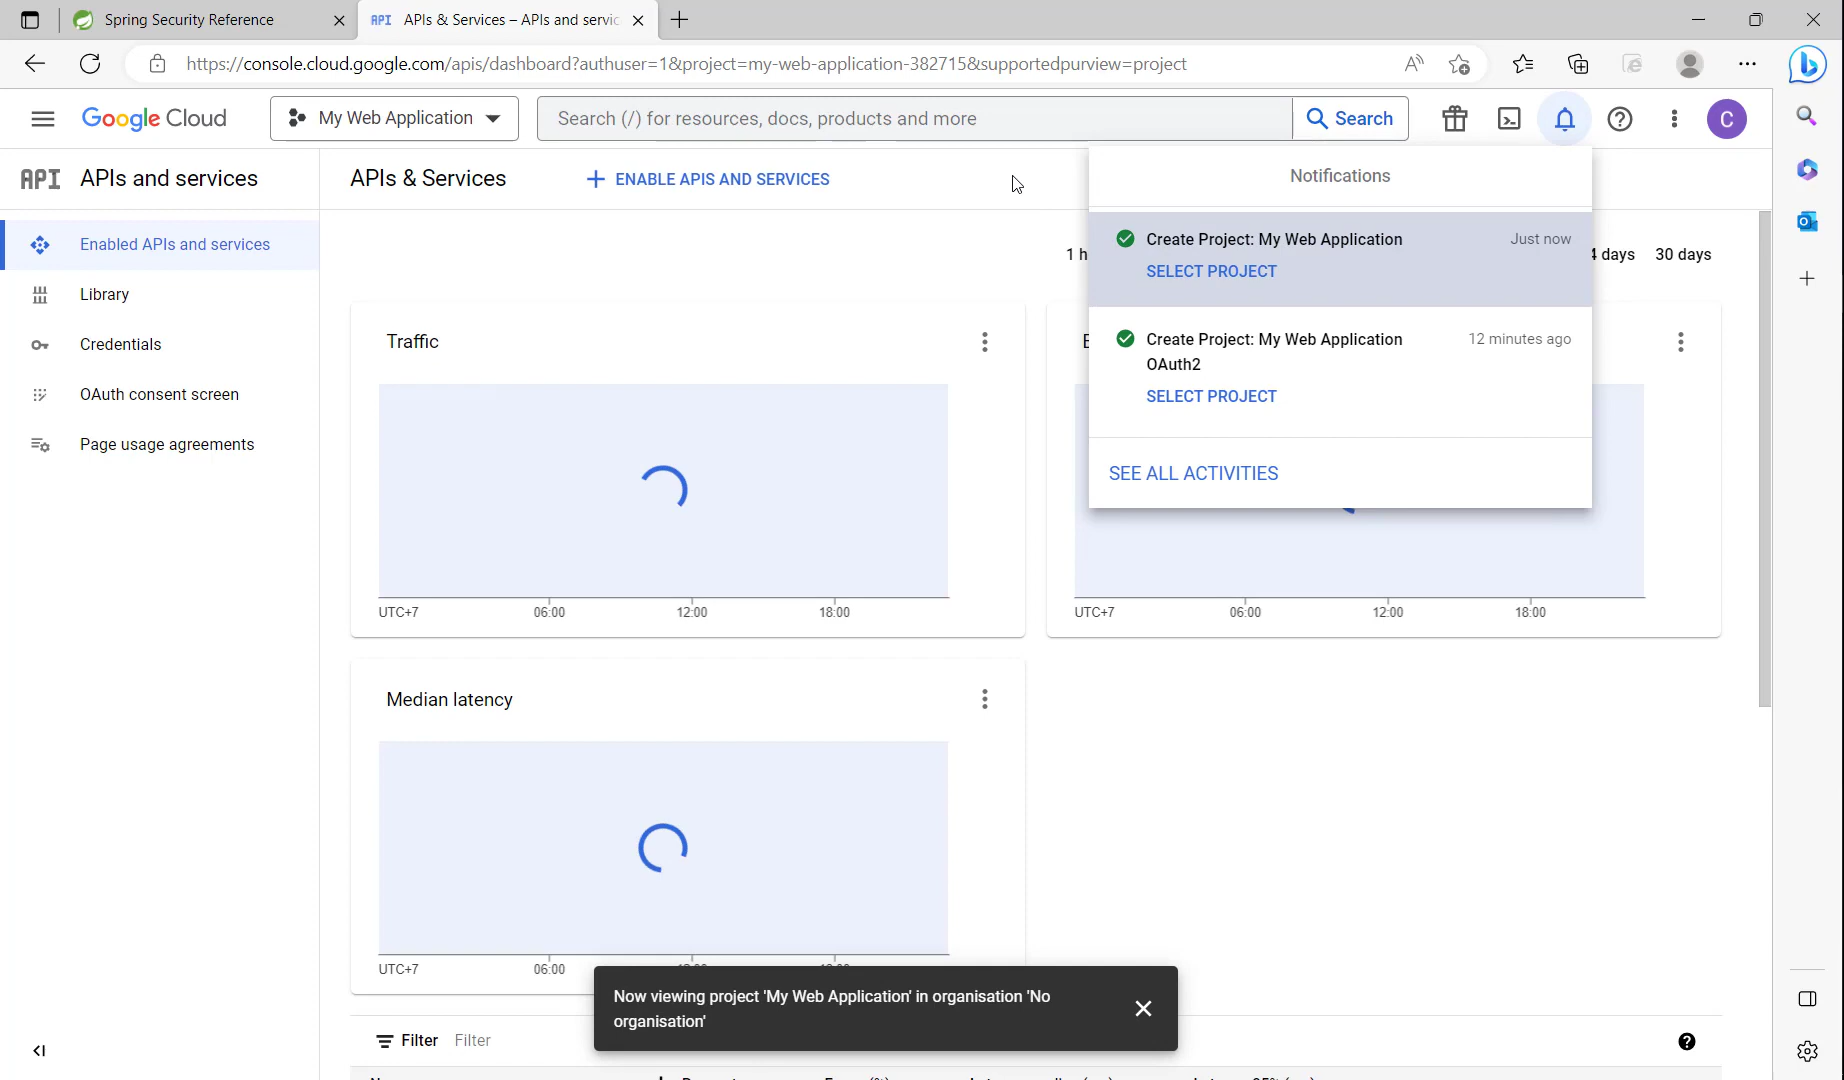 Spring Security Reference
API APIs & Services – APIs and servic
https://console.cloud.google.com/apis/dashboard?authuser=1&project=my-web-application-382715&supportedpurview=project
Google Cloud
My Web Application
Search (/) for resources, docs, products and more
Search
C
API APIs and services
APIs & Services
ENABLE APIS AND SERVICES
Notifications
Enabled APIs and services
Library
Credentials
OAuth consent screen
Page usage agreements
1 h
days
30 days
Create Project: My Web Application
Just now
SELECT PROJECT
Create Project: My Web Application
OAuth2
12 minutes ago
SELECT PROJECT
SEE ALL ACTIVITIES
Traffic
UTC+7 06:00 12:00 18:00
UTC+7 06:00 12:00 18:00
Median latency
UTC+7 06:00
Now viewing project 'My Web Application' in organisation 'No
organisation'
Filter Filter